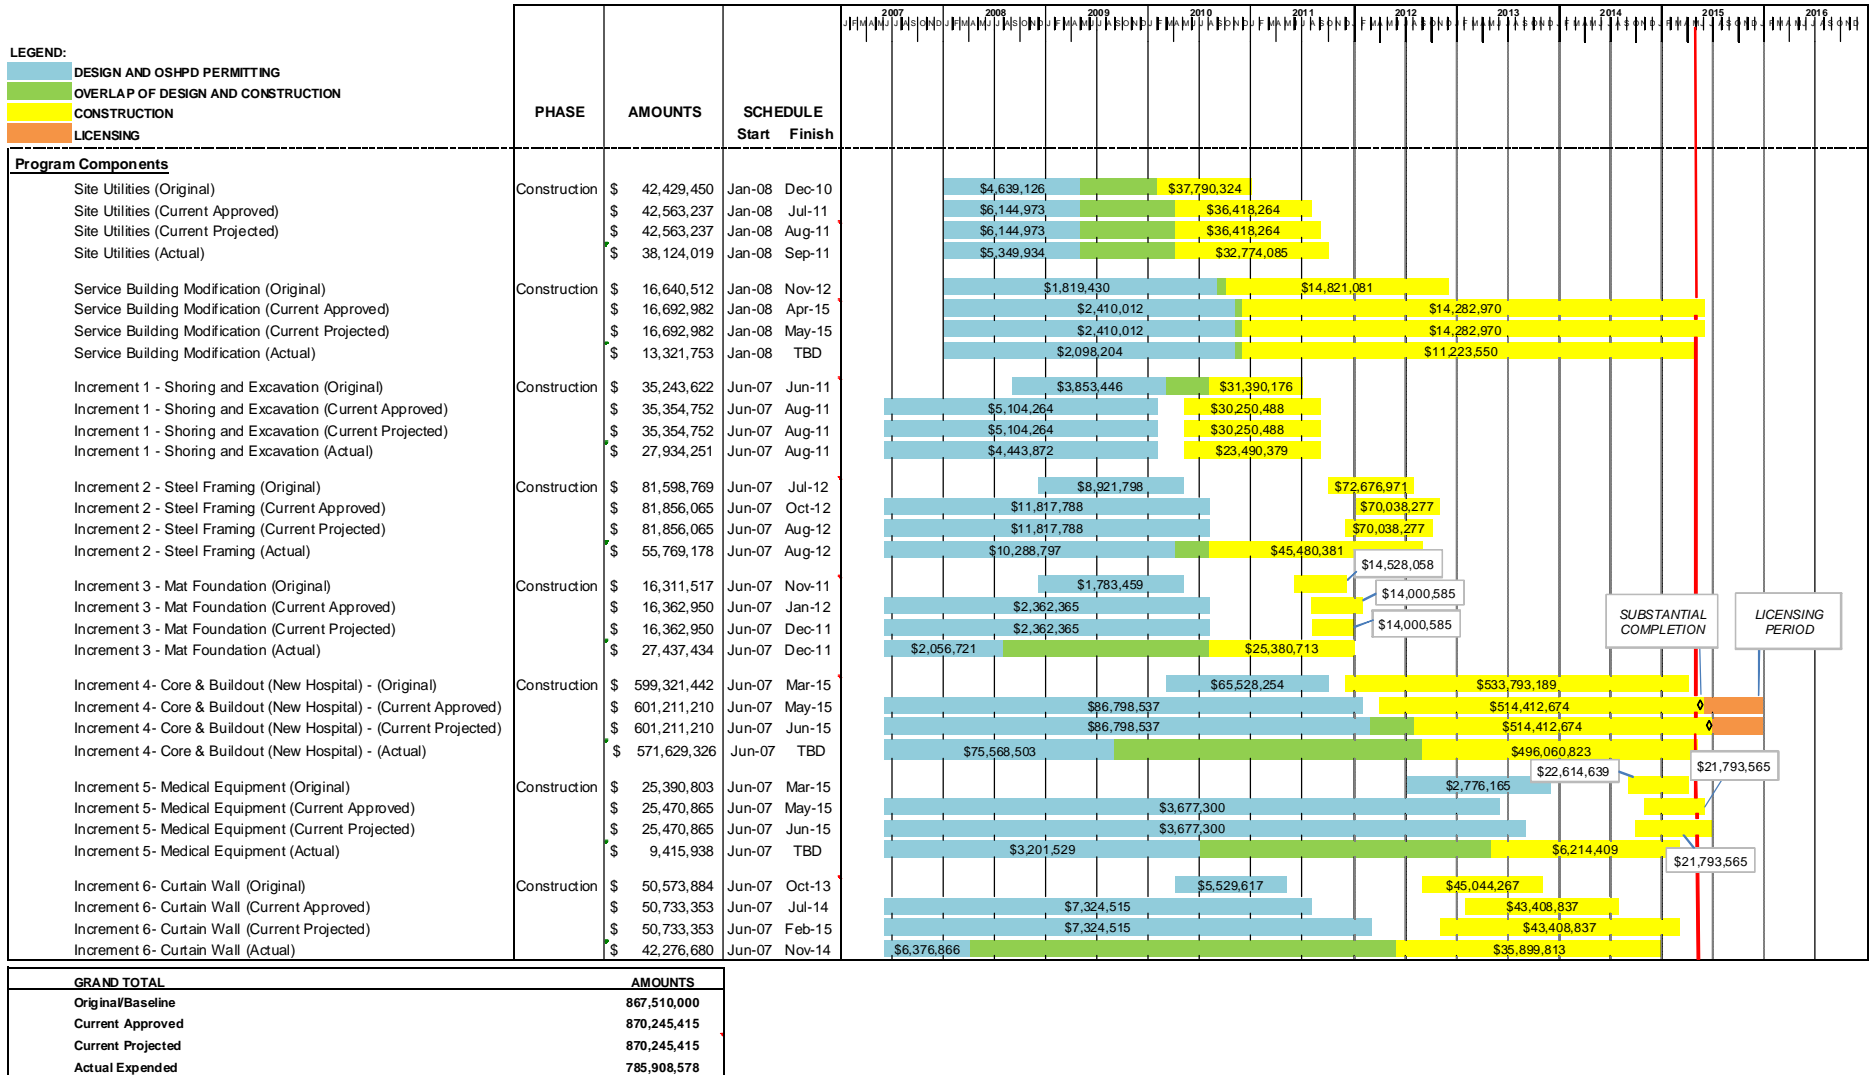 2007 2008 2009 2010 2011 2012 2013 2014 2015 2016
LEGEND:
DESIGN AND OSHPD PERMITTING
OVERLAP OF DESIGN AND CONSTRUCTION
CONSTRUCTION
LICENSING
PHASE AMOUNTS SCHEDULE
Start Finish
Program Components
Site Utilities (Original) Construction $ 42,429,450 Jan-08 Dec-10 $4,639,126 $37,790,324
Site Utilities (Current Approved) $ 42,563,237 Jan-08 Jul-11 $6,144,973 $36,418,264
Site Utilities (Current Projected) $ 42,563,237 Jan-08 Aug-11 $6,144,973 $36,418,264
Site Utilities (Actual) $ 38,124,019 Jan-08 Sep-11 $5,349,934 $32,774,085
Service Building Modification (Original) Construction $ 16,640,512 Jan-08 Nov-12 $1,819,430 $14,821,081
Service Building Modification (Current Approved) $ 16,692,982 Jan-08 Apr-15 $2,410,012 $14,282,970
Service Building Modification (Current Projected) $ 16,692,982 Jan-08 May-15 $2,410,012 $14,282,970
Service Building Modification (Actual) $ 13,321,753 Jan-08 TBD $2,098,204 $11,223,550
Increment 1 - Shoring and Excavation (Original) Construction $ 35,243,622 Jun-07 Jun-11 $3,853,446 $31,390,176
Increment 1 - Shoring and Excavation (Current Approved) $ 35,354,752 Jun-07 Aug-11 $5,104,264 $30,250,488
Increment 1 - Shoring and Excavation (Current Projected) $ 35,354,752 Jun-07 Aug-11 $5,104,264 $30,250,488
Increment 1 - Shoring and Excavation (Actual) $ 27,934,251 Jun-07 Aug-11 $4,443,872 $23,490,379
Increment 2 - Steel Framing (Original) Construction $ 81,598,769 Jun-07 Jul-12 $8,921,798 $72,676,971
Increment 2 - Steel Framing (Current Approved) $ 81,856,065 Jun-07 Oct-12 $11,817,788 $70,038,277
Increment 2 - Steel Framing (Current Projected) $ 81,856,065 Jun-07 Aug-12 $11,817,788 $70,038,277
Increment 2 - Steel Framing (Actual) $ 55,769,178 Jun-07 Aug-12 $10,288,797 $45,480,381
Increment 3 - Mat Foundation (Original) Construction $ 16,311,517 Jun-07 Nov-11 $1,783,459 $14,528,058
Increment 3 - Mat Foundation (Current Approved) $ 16,362,950 Jun-07 Jan-12 $2,362,365 $14,000,585
Increment 3 - Mat Foundation (Current Projected) $ 16,362,950 Jun-07 Dec-11 $2,362,365 $14,000,585
Increment 3 - Mat Foundation (Actual) $ 27,437,434 Jun-07 Dec-11 $2,056,721 $25,380,713
SUBSTANTIAL COMPLETION
LICENSING PERIOD
Increment 4- Core & Buildout (New Hospital) - (Original) Construction $ 599,321,442 Jun-07 Mar-15 $65,528,254 $533,793,189
Increment 4- Core & Buildout (New Hospital) - (Current Approved) $ 601,211,210 Jun-07 May-15 $86,798,537 $514,412,674
Increment 4- Core & Buildout (New Hospital) - (Current Projected) $ 601,211,210 Jun-07 Jun-15 $86,798,537 $514,412,674
Increment 4- Core & Buildout (New Hospital) - (Actual) $ 571,629,326 Jun-07 TBD $75,568,503 $496,060,823
Increment 5- Medical Equipment (Original) Construction $ 25,390,803 Jun-07 Mar-15 $2,776,165 $22,614,639
Increment 5- Medical Equipment (Current Approved) $ 25,470,865 Jun-07 May-15 $3,677,300 $21,793,565
Increment 5- Medical Equipment (Current Projected) $ 25,470,865 Jun-07 Jun-15 $3,677,300 $21,793,565
Increment 5- Medical Equipment (Actual) $ 9,415,938 Jun-07 TBD $3,201,529 $6,214,409
Increment 6- Curtain Wall (Original) Construction $ 50,573,884 Jun-07 Oct-13 $5,529,617 $45,044,267
Increment 6- Curtain Wall (Current Approved) $ 50,733,353 Jun-07 Jul-14 $7,324,515 $43,408,837
Increment 6- Curtain Wall (Current Projected) $ 50,733,353 Jun-07 Feb-15 $7,324,515 $43,408,837
Increment 6- Curtain Wall (Actual) $ 42,276,680 Jun-07 Nov-14 $6,376,866 $35,899,813
GRAND TOTAL AMOUNTS
Original/Baseline 867,510,000
Current Approved 870,245,415
Current Projected 870,245,415
Actual Expended 785,908,578